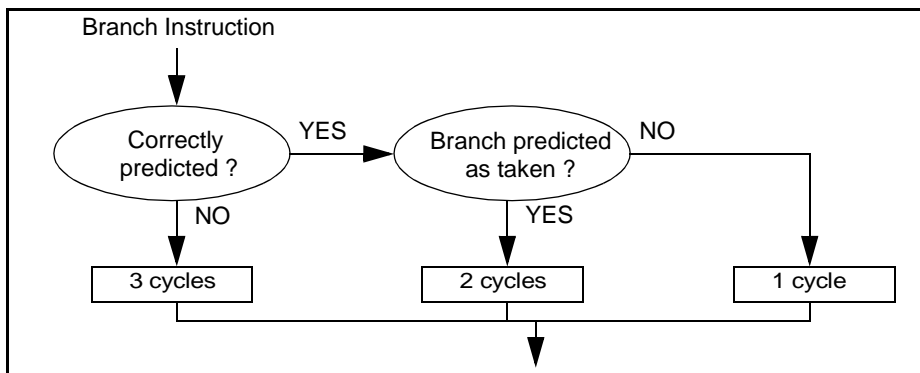 Branch Instruction
Correctly
predicted ?
YES
Branch predicted
as taken ?
NO
NO
YES
3 cycles
2 cycles
1 cycle